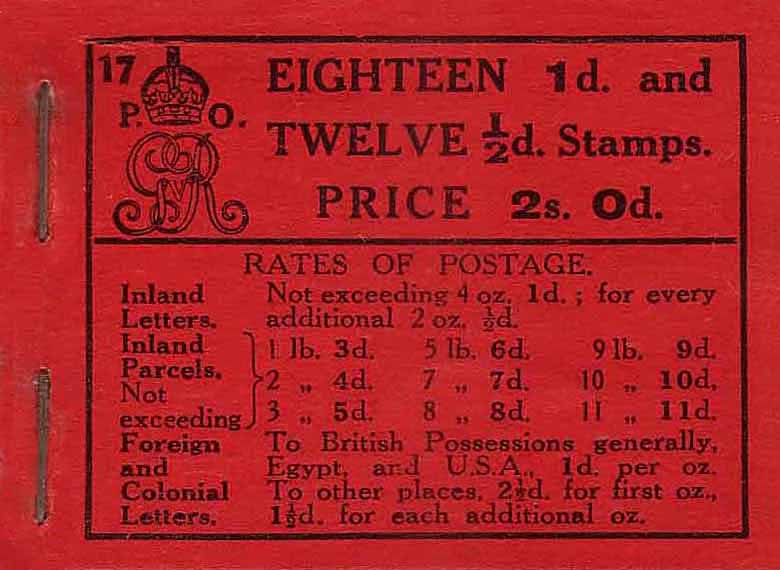 17 EIGHTEEN 1d. and
P. O. TWELVE ½d. Stamps.
GVR PRICE 2s. 0d.
RATES OF POSTAGE.
Inland Not exceeding 4 oz. 1d. ; for every
Letters. additional 2 oz. ½d.
Inland 1 lb. 3d. 5 lb. 6d. 9 lb. 9d.
Parcels. 2 „ 4d. 7 „ 7d. 10 „ 10d.
Not
exceeding 3 „ 5d. 8 „ 8d. 11 „ 11d.
Foreign To British Possessions generally,
and Egypt, and U.S.A., 1d. per oz.
Colonial To other places, 2½d. for first oz.,
Letters. 1½d. for each additional oz.